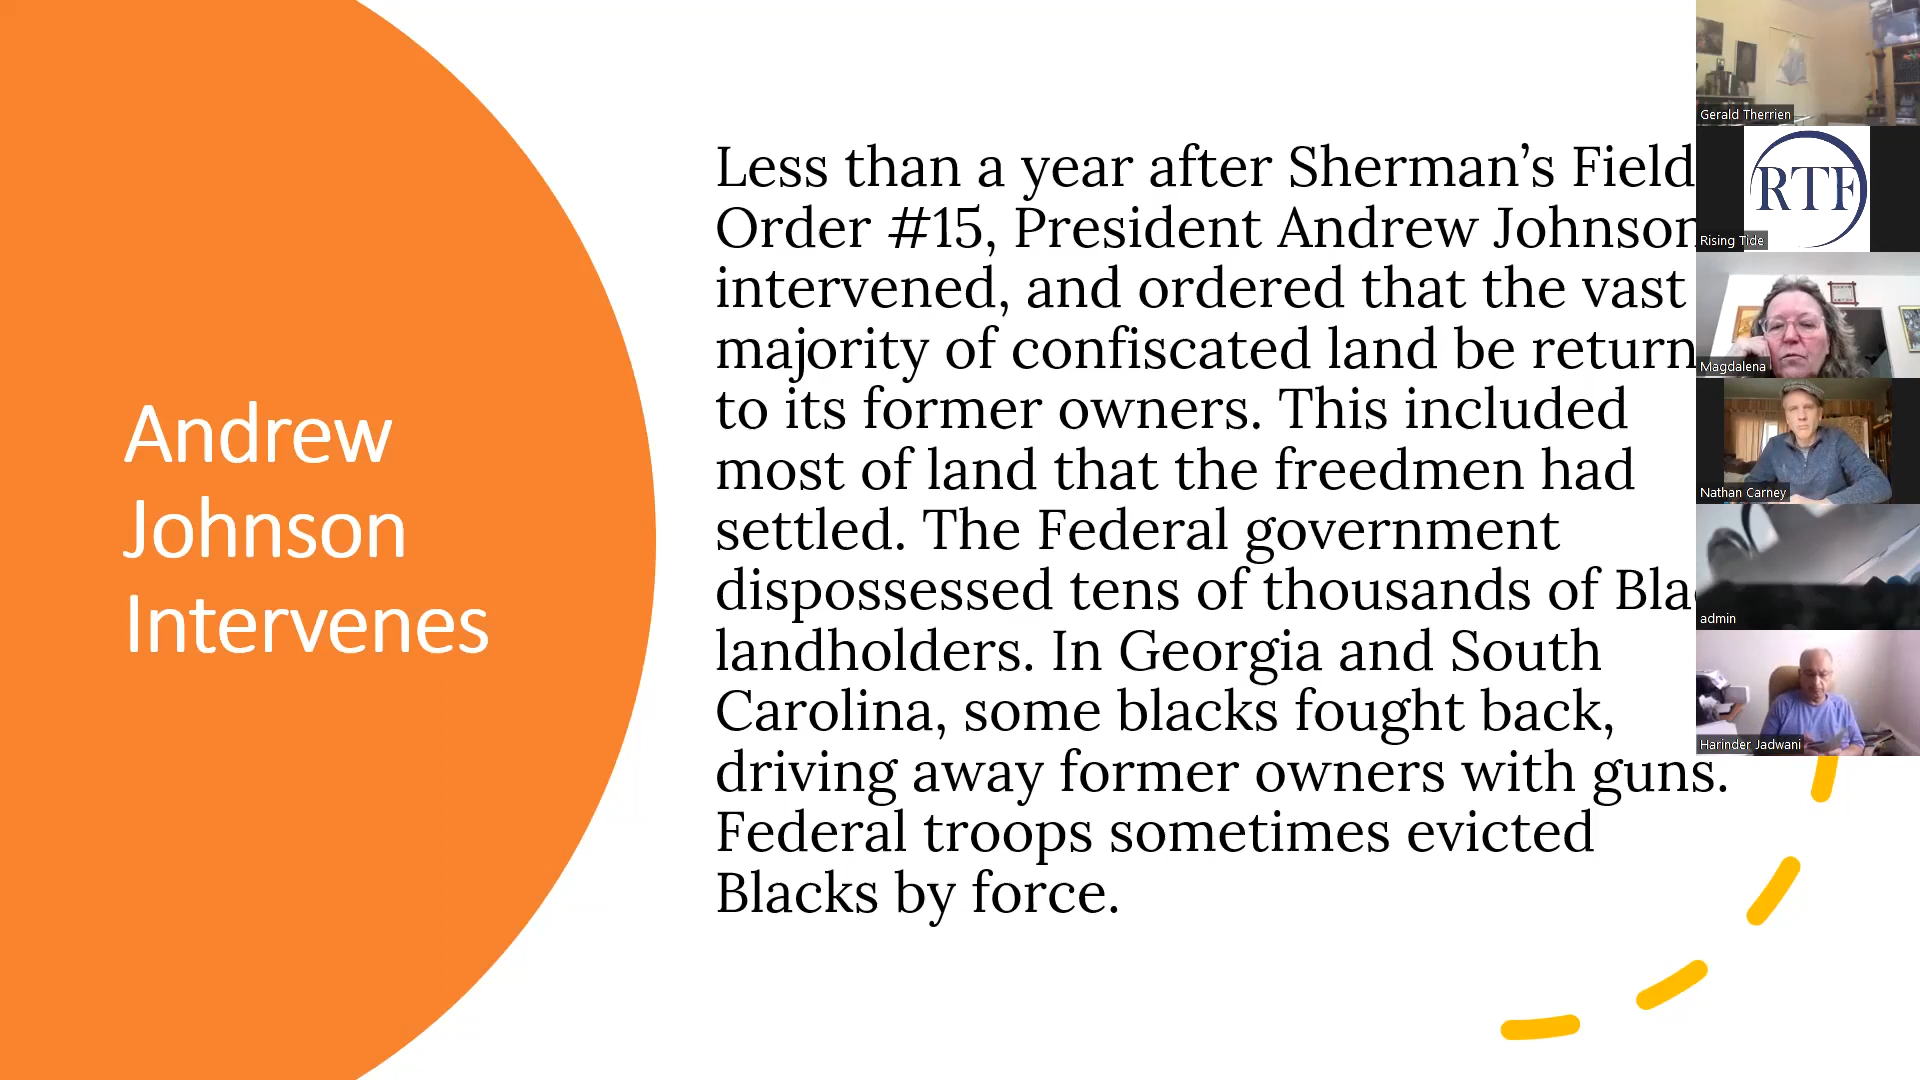 Andrew
Johnson
Intervenes
Less than a year after Sherman’s Field
Order #15, President Andrew Johnson
intervened, and ordered that the vast
majority of confiscated land be return
to its former owners. This included
most of land that the freedmen had
settled. The Federal government
dispossessed tens of thousands of
landholders. In Georgia and South
Carolina, some blacks fought back,
driving away former owners with guns.
Federal troops sometimes evicted
Blacks by force.
Gerald Therrien
RTF
Rising Tide
Magdalena
Nathan Carney
admin
Harinder Jadwani